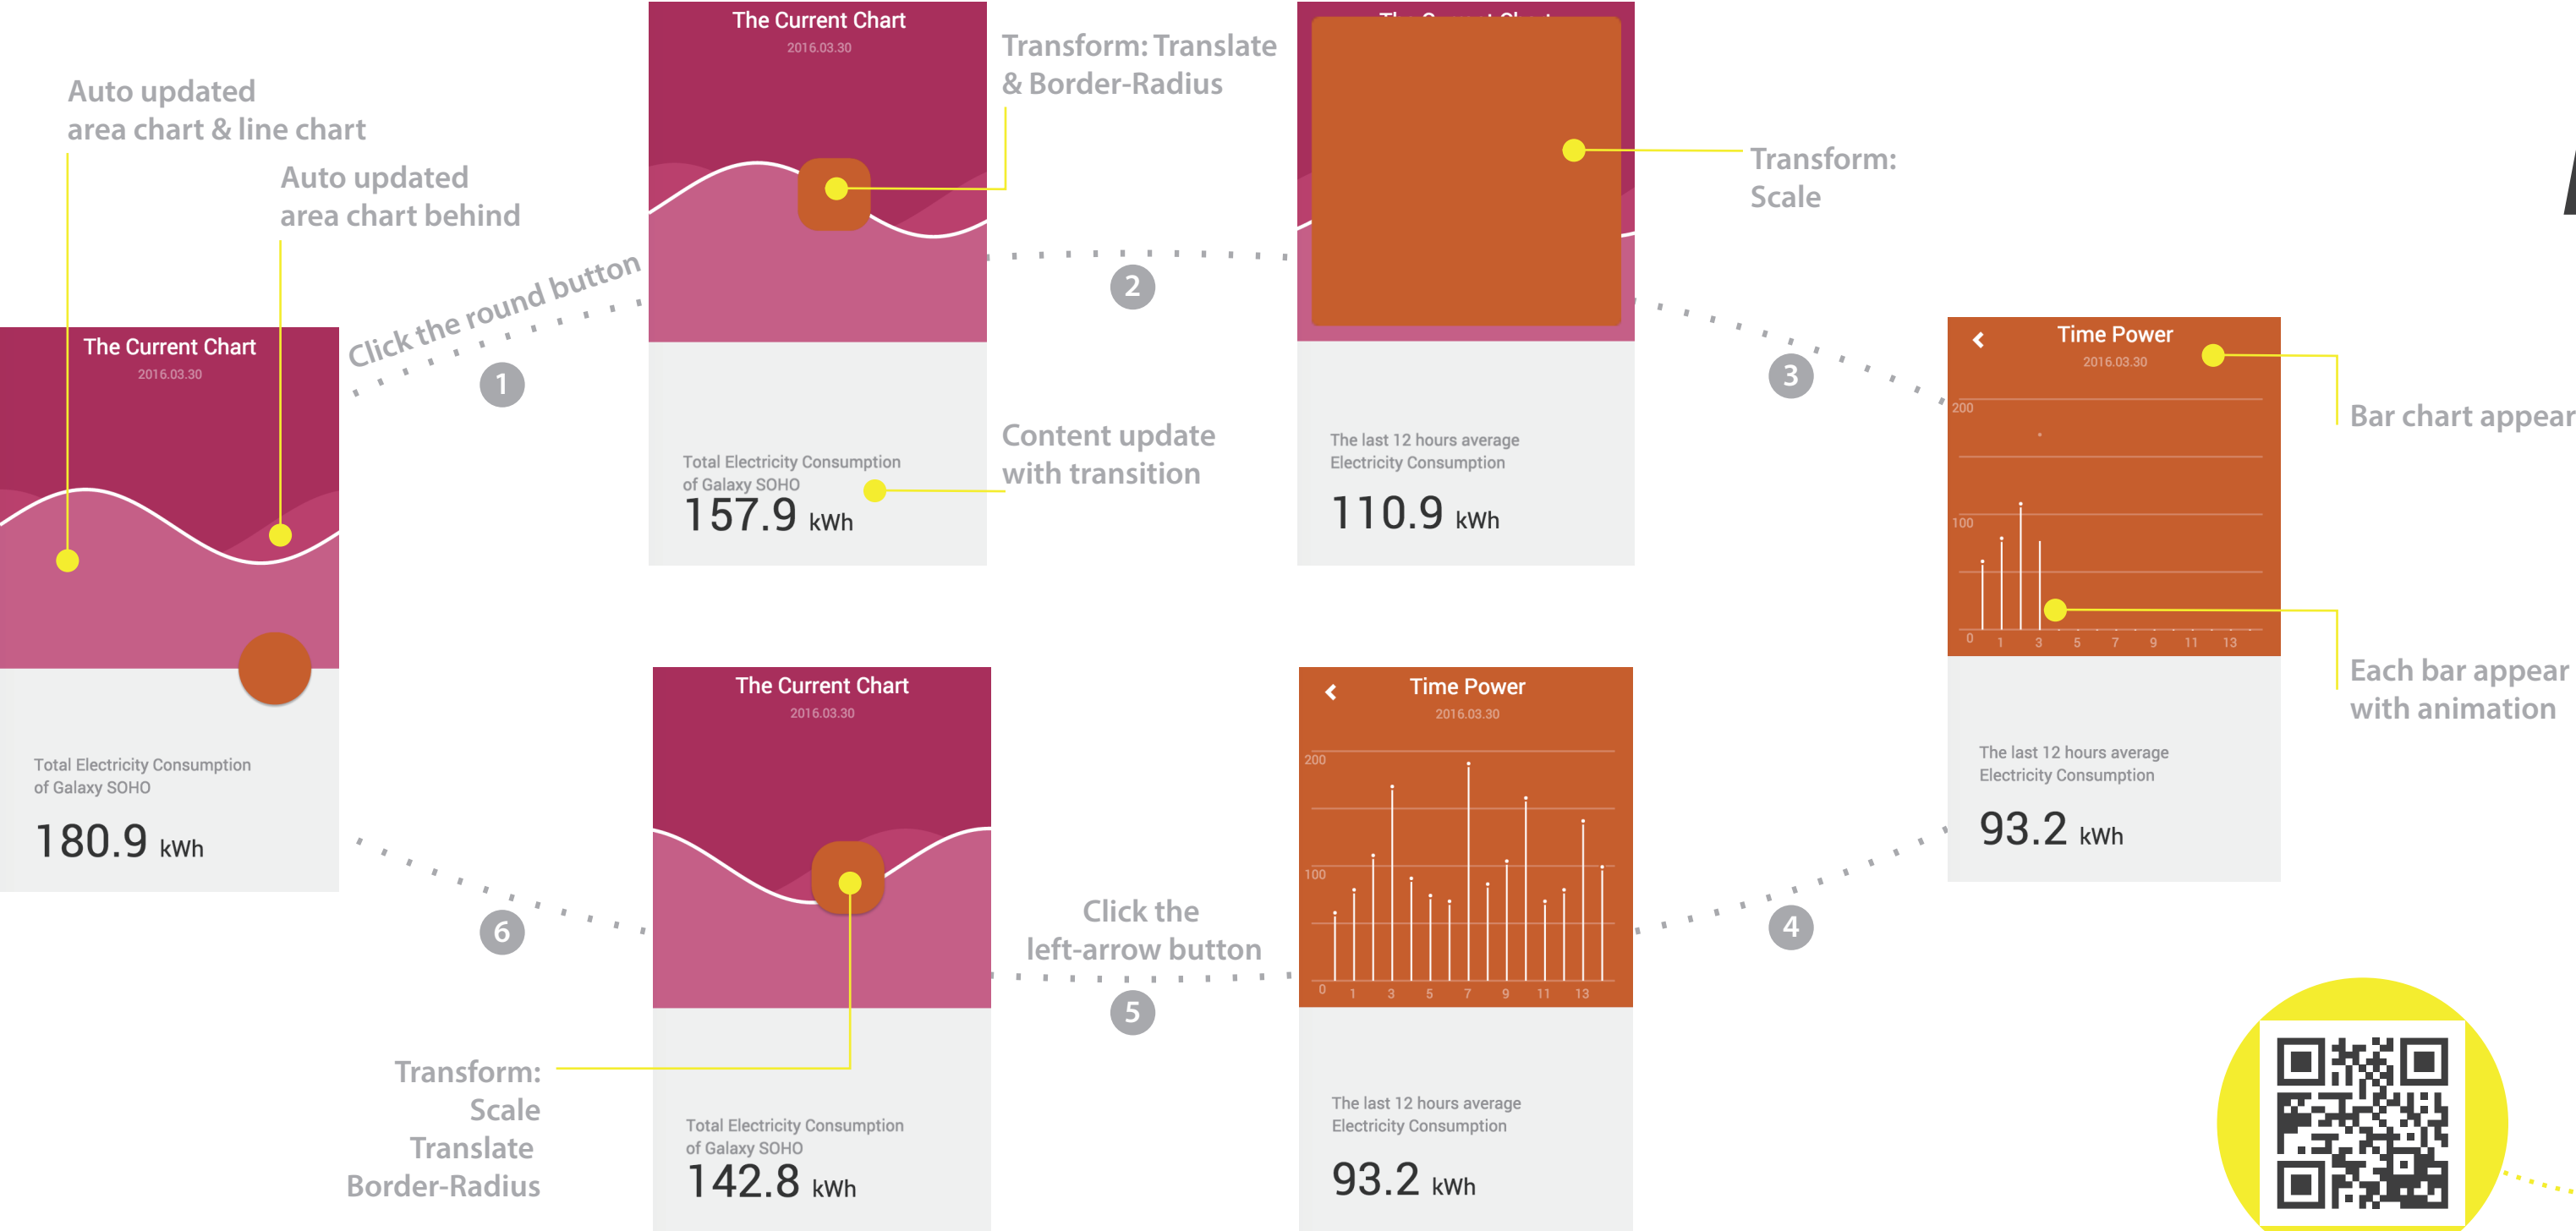 Auto updated
area chart & line chart
Auto updated
area chart behind
The Current Chart
2016.03.30
Total Electricity Consumption
of Galaxy SOHO
180.9 kWh
Click the round button
1
The Current Chart
2016.03.30
Transform: Translate
& Border-Radius
Content update
with transition
Total Electricity Consumption
of Galaxy SOHO
157.9 kWh
2
Transform:
Scale
The last 12 hours average
Electricity Consumption
110.9 kWh
3
Time Power
2016.03.30
200
100
0 1 3 5 7 9 11 13
Bar chart appear
Each bar appear
with animation
The last 12 hours average
Electricity Consumption
93.2 kWh
4
Time Power
2016.03.30
200
100
0 1 3 5 7 9 11 13
The last 12 hours average
Electricity Consumption
93.2 kWh
Click the
left-arrow button
5
The Current Chart
2016.03.30
Transform:
Scale
Translate
Border-Radius
Total Electricity Consumption
of Galaxy SOHO
142.8 kWh
6